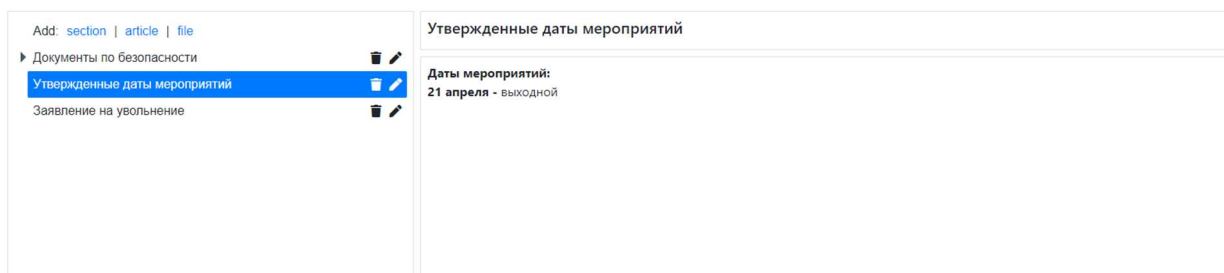 Add: section | article | file
Документы по безопасности
Утвержденные даты мероприятий
Заявление на увольнение
Утвержденные даты мероприятий
Даты мероприятий:
21 апреля - выходной